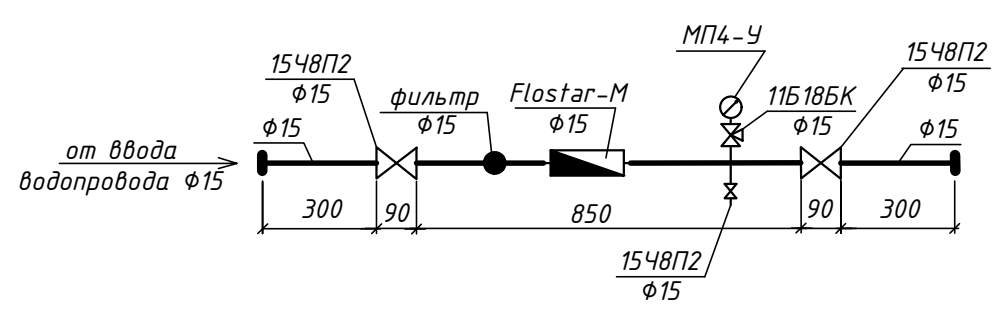 МП4-У
15Ч8П2
Ф15
15Ч8П2
Ф15
фильтр
Ф15
Flostar-M
Ф15
11Б18БК
Ф15
Ф15
Ф15
от ввода
водопровода Ф15
300
90
850
90
300
15Ч8П2
Ф15